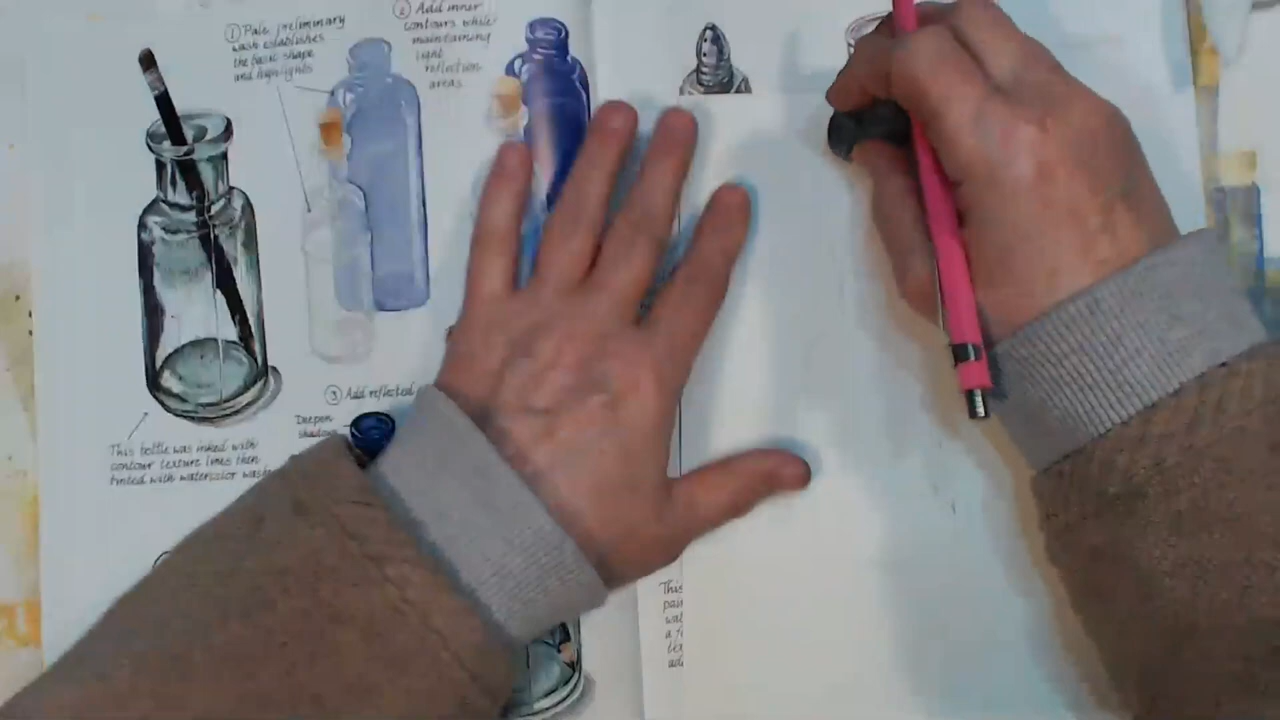 ① Pale preliminary
wash establishes
the basic shape
and highlights
② Add inner
contours while
maintaining
light
reflection
areas.
③ Add reflected
Deepen
shadows
This bottle was inked with
contour texture lines then
tinted with watercolor wash
This